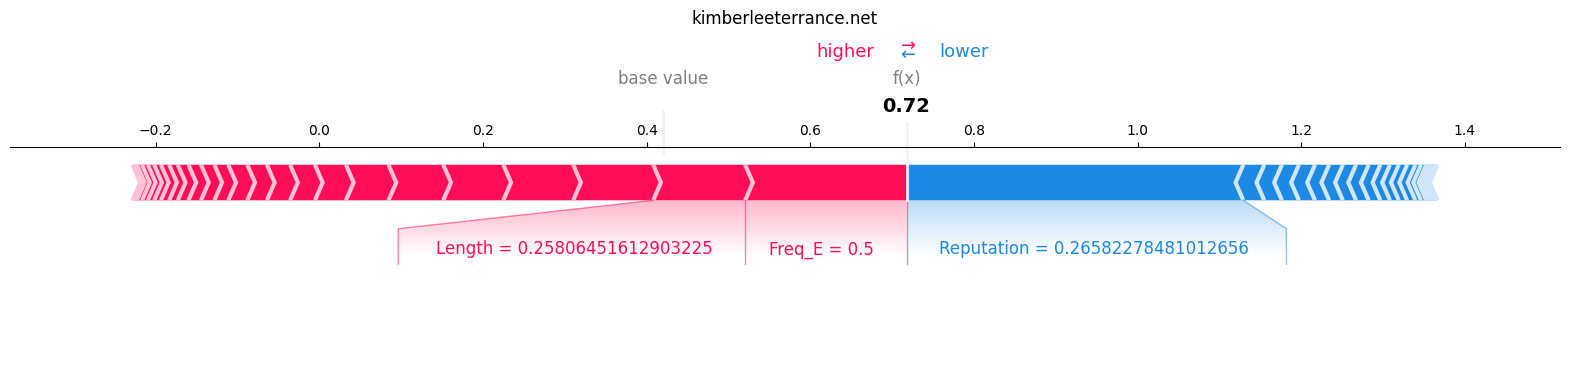 kimberleeterrance.net
higher ⇄ lower
base value f(x)
0.72
−0.2 0.0 0.2 0.4 0.6 0.8 1.0 1.2 1.4
Length = 0.25806451612903225 Freq_E = 0.5 Reputation = 0.26582278481012656